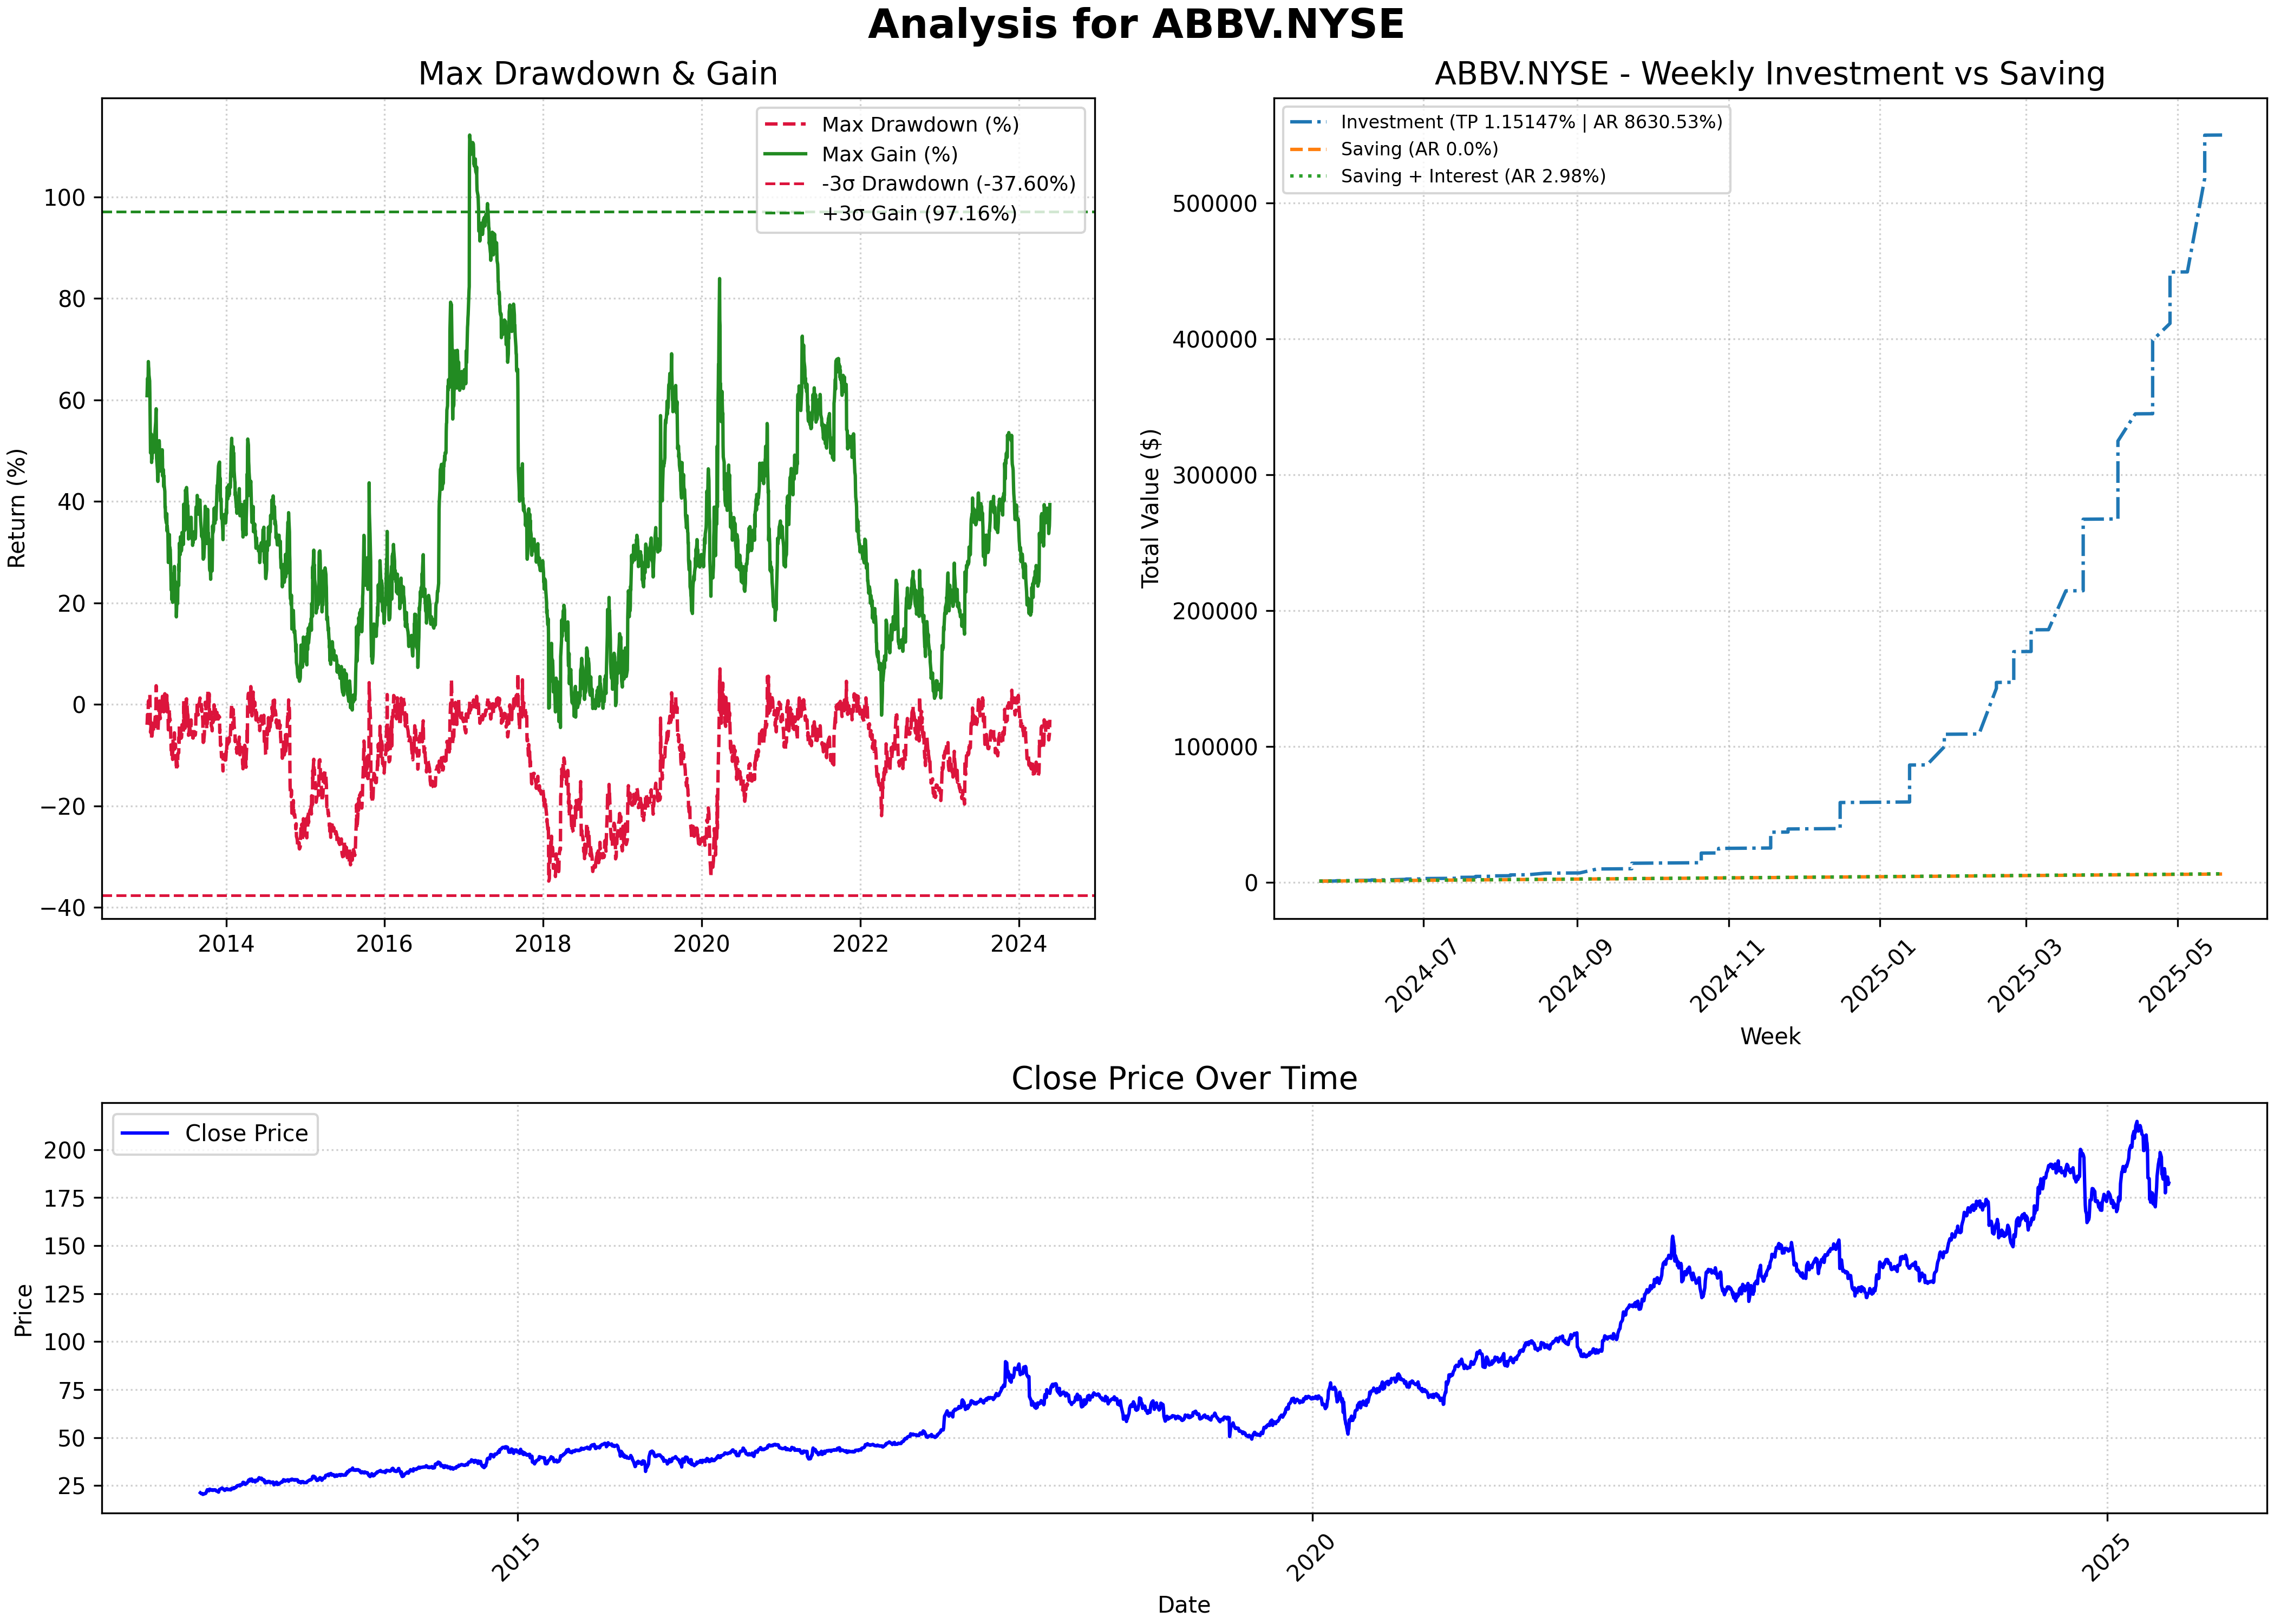 Analysis for ABBV.NYSE
Max Drawdown & Gain
Return (%)
100
80
60
40
20
0
−20
−40
2014
2016
2018
2020
2022
2024
Max Drawdown (%)
Max Gain (%)
-3σ Drawdown (-37.60%)
+3σ Gain (97.16%)
ABBV.NYSE - Weekly Investment vs Saving
Investment (TP 1.15147% | AR 8630.53%)
Saving (AR 0.0%)
Saving + Interest (AR 2.98%)
Total Value ($)
500000
400000
300000
200000
100000
0
2024-07
2024-09
2024-11
2025-01
2025-03
2025-05
Week
Close Price Over Time
Close Price
Price
200
175
150
125
100
75
50
25
2015
2020
2025
Date